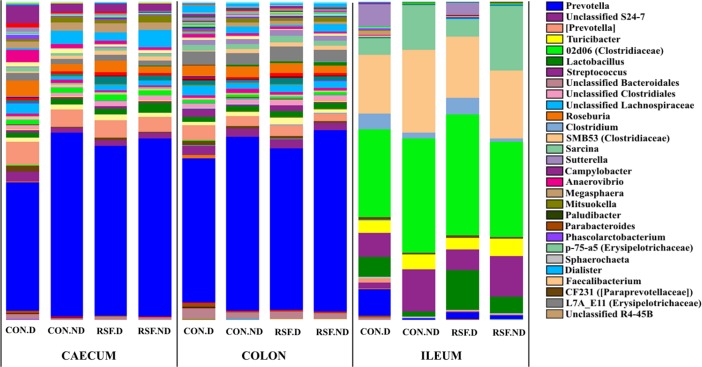 Prevotella
Unclassified S24-7
[Prevotella]
Turicibacter
02d06 (Clostridiaceae)
Lactobacillus
Streptococcus
Unclassified Bacteroidales
Unclassified Clostridiales
Unclassified Lachnospiraceae
Roseburia
Clostridium
SMB53 (Clostridiaceae)
Sarcina
Sutterella
Campylobacter
Anaerovibrio
Megasphaera
Mitsuokella
Paludibacter
Parabacteroides
Phascolarctobacterium
p-75-a5 (Erysipelotrichaceae)
Sphaerochaeta
Dialister
Faecalibacterium
CF231 ([Paraprevotellaceae])
L7A_E11 (Erysipelotrichaceae)
Unclassified R4-45B
CON.D CON.ND RSF.D RSF.ND CON.D CON.ND RSF.D RSF.ND CON.D CON.ND RSF.D RSF.ND
CAECUM COLON ILEUM